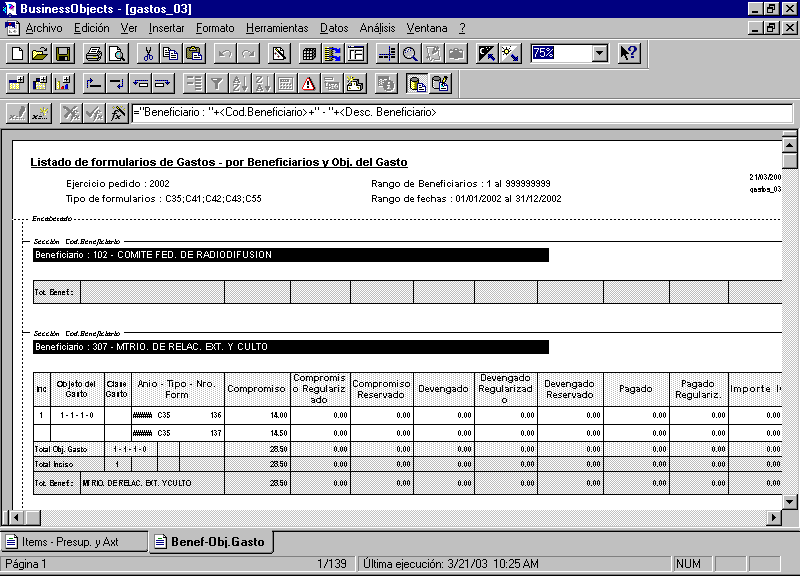 BusinessObjects - [gastos_03]
Archivo Edición Ver Insertar Formato Herramientas Datos Análisis Ventana ?
75%
="Beneficiario : "+<Cod.Beneficiario>+" - "+<Desc. Beneficiario>
Listado de formularios de Gastos - por Beneficiarios y Obj. del Gasto
21/03/200
Ejercicio pedido : 2002 Rango de Beneficiarios : 1 al 999999999
gastos_03
Tipo de formularios : C35;C41;C42;C43;C55 Rango de fechas : 01/01/2002 al 31/12/2002
Encabezado
Sección Cod.Beneficiario
Beneficiario : 102 - COMITE FED. DE RADIODIFUSION
Tot. Benef.:
Sección Cod.Beneficiario
Beneficiario : 307 - MTRIO. DE RELAC. EXT. Y CULTO
Inc Objeto del Gasto Clase Gasto Anio - Tipo - Nro. Form Compromiso Compromis o Regulariz ado Compromiso Reservado Devengado Devengado Regularizad o Devengado Reservado Pagado Pagado Regulariz. Importe I
1 1-1-1-0 ##### C35 136 14.00 0.00 0.00 0.00 0.00 0.00 0.00 0.00 0.0
##### C35 137 14.50 0.00 0.00 0.00 0.00 0.00 0.00 0.00 0.0
Total Obj. Gasto 1-1-1-0 28.50 0.00 0.00 0.00 0.00 0.00 0.00 0.00 0.0
Total Inciso 1 28.50 0.00 0.00 0.00 0.00 0.00 0.00 0.00 0.0
Tot. Benef.: MTRIO. DE RELAC. EXT. Y CULTO 28.50 0.00 0.00 0.00 0.00 0.00 0.00 0.00 0.0
Items - Presup. y Axt Benef-Obj.Gasto
Página 1 1/139 Última ejecución: 3/21/03 10:25 AM NUM